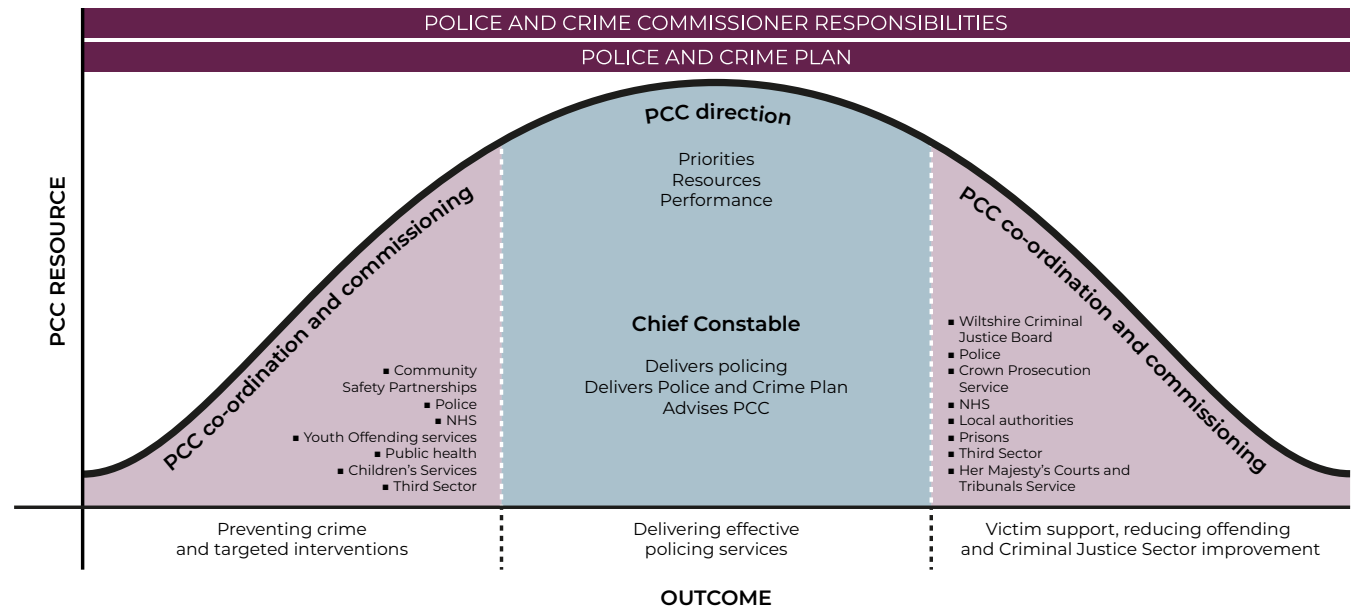 POLICE AND CRIME COMMISSIONER RESPONSIBILITIES
POLICE AND CRIME PLAN
PCC RESOURCE
PCC co-ordination and commissioning
▪ Community
Safety Partnerships
▪ Police
▪ NHS
▪ Youth Offending services
▪ Public health
▪ Children’s Services
▪ Third Sector
PCC direction
Priorities
Resources
Performance
Chief Constable
Delivers policing
Delivers Police and Crime Plan
Advises PCC
PCC co-ordination and commissioning
▪ Wiltshire Criminal
Justice Board
▪ Police
▪ Crown Prosecution
Service
▪ NHS
▪ Local authorities
▪ Prisons
▪ Third Sector
▪ Her Majesty’s Courts and
Tribunals Service
Preventing crime
and targeted interventions
Delivering effective
policing services
Victim support, reducing offending
and Criminal Justice Sector improvement
OUTCOME